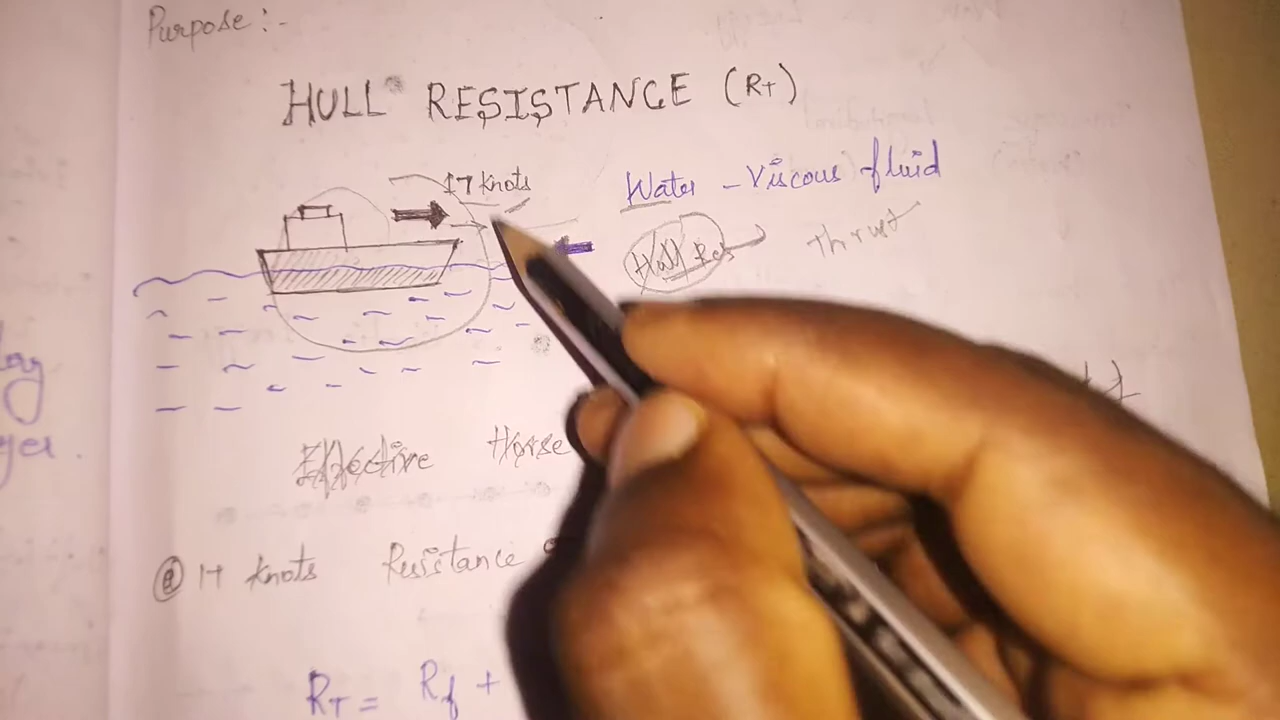 Purpose :-
HULL RESISTANCE (RT)
17 Knots
Water - Viscous fluid
Hull Res
Thrust
Effective Horse
@ 17 Knots Resistance
RT = Rf +